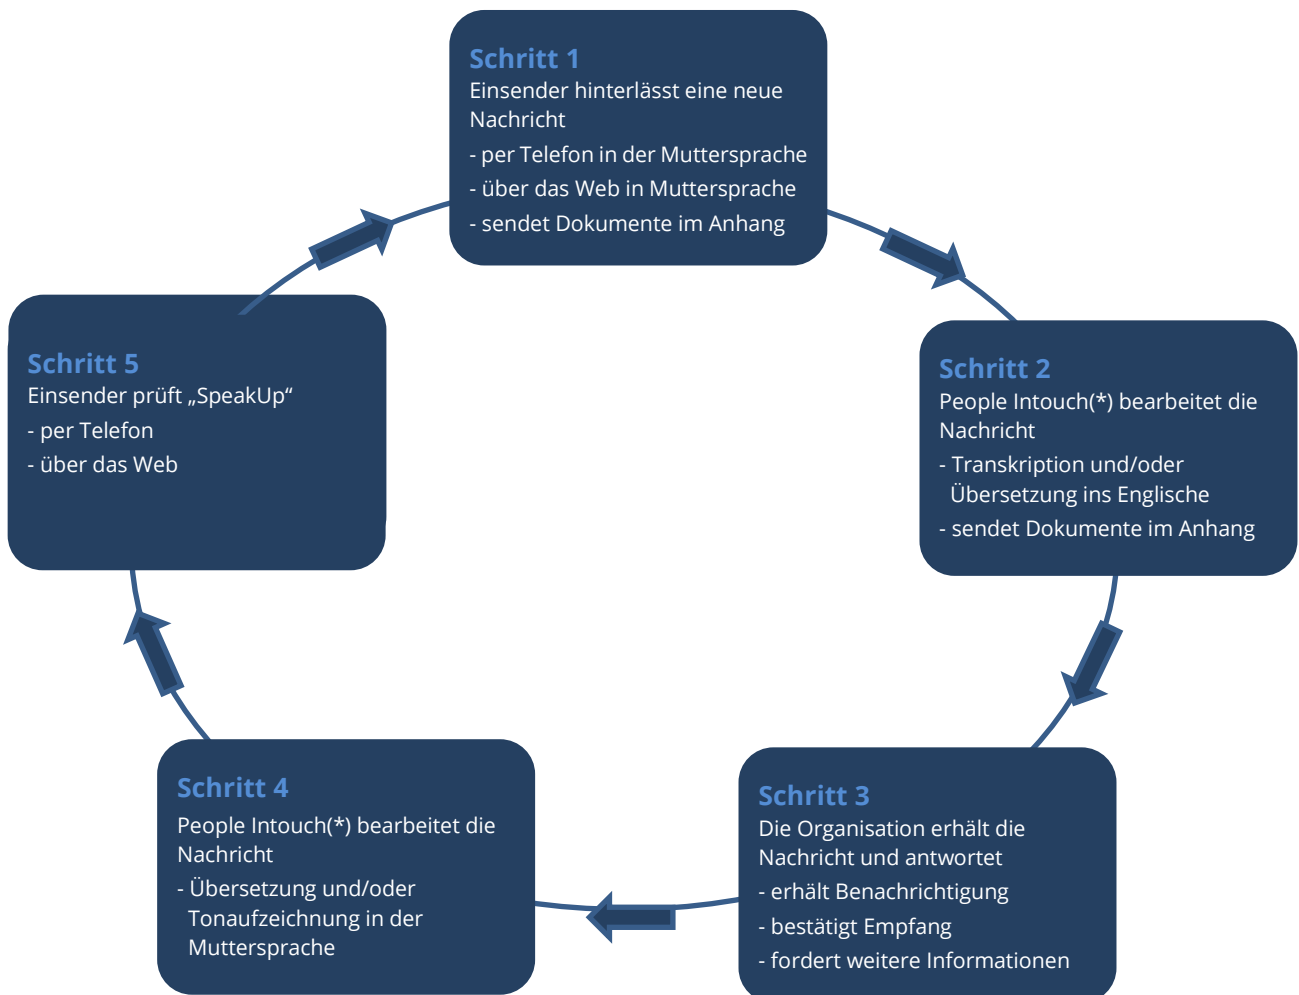 Schritt 1
Einsender hinterlässt eine neue
Nachricht
- per Telefon in der Muttersprache
- über das Web in Muttersprache
- sendet Dokumente im Anhang
Schritt 2
People Intouch(*) bearbeitet die
Nachricht
- Transkription und/oder
Übersetzung ins Englische
- sendet Dokumente im Anhang
Schritt 3
Die Organisation erhält die
Nachricht und antwortet
- erhält Benachrichtigung
- bestätigt Empfang
- fordert weitere Informationen
Schritt 4
People Intouch(*) bearbeitet die
Nachricht
- Übersetzung und/oder
Tonaufzeichnung in der
Muttersprache
Schritt 5
Einsender prüft „SpeakUp“
- per Telefon
- über das Web